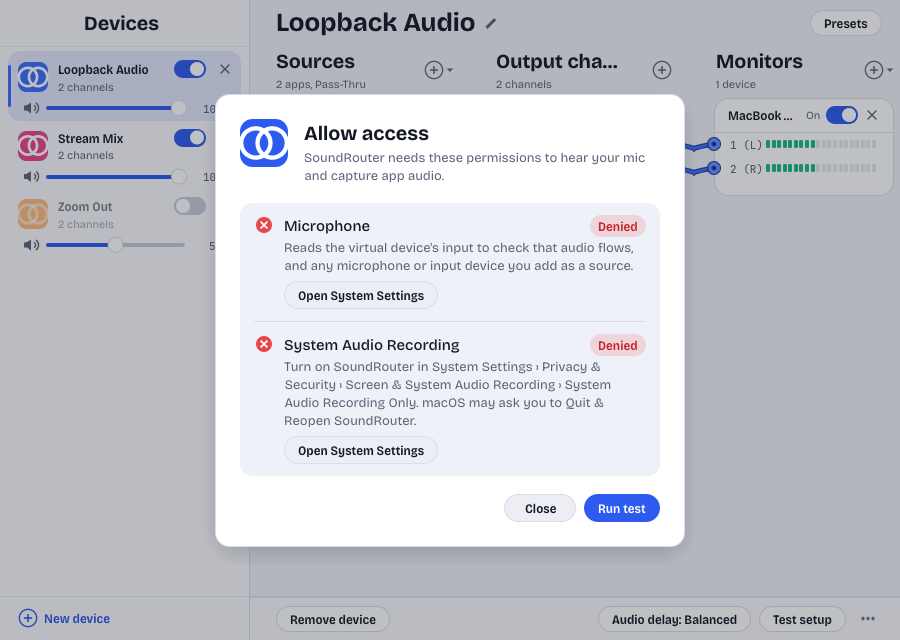 Devices
Loopback Audio
2 channels
10
Stream Mix
2 channels
10
Zoom Out
2 channels
5
New device
Loopback Audio
Presets
Sources
2 apps, Pass-Thru
Output cha...
2 channels
Monitors
1 device
MacBook ...
On
1 (L)
2 (R)
Allow access
SoundRouter needs these permissions to hear your mic
and capture app audio.
Microphone
Denied
Reads the virtual device's input to check that audio flows,
and any microphone or input device you add as a source.
Open System Settings
System Audio Recording
Denied
Turn on SoundRouter in System Settings › Privacy &
Security › Screen & System Audio Recording › System
Audio Recording Only. macOS may ask you to Quit &
Reopen SoundRouter.
Open System Settings
Close
Run test
Remove device
Audio delay: Balanced
Test setup